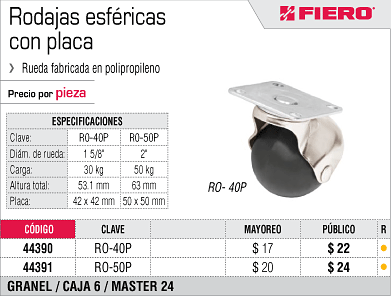 Rodajas esféricas
con placa
FIERO®
❯ Rueda fabricada en polipropileno
Precio por pieza
ESPECIFICACIONES
Clave: RO-40P RO-50P
Diám. de rueda: 1 5/8" 2"
Carga: 30 kg 50 kg
Altura total: 53.1 mm 63 mm
Placa: 42 x 42 mm 50 x 50 mm
RO- 40P
CÓDIGO CLAVE MAYOREO PÚBLICO R
44390 RO-40P $ 17 $ 22
44391 RO-50P $ 20 $ 24
GRANEL / CAJA 6 / MASTER 24